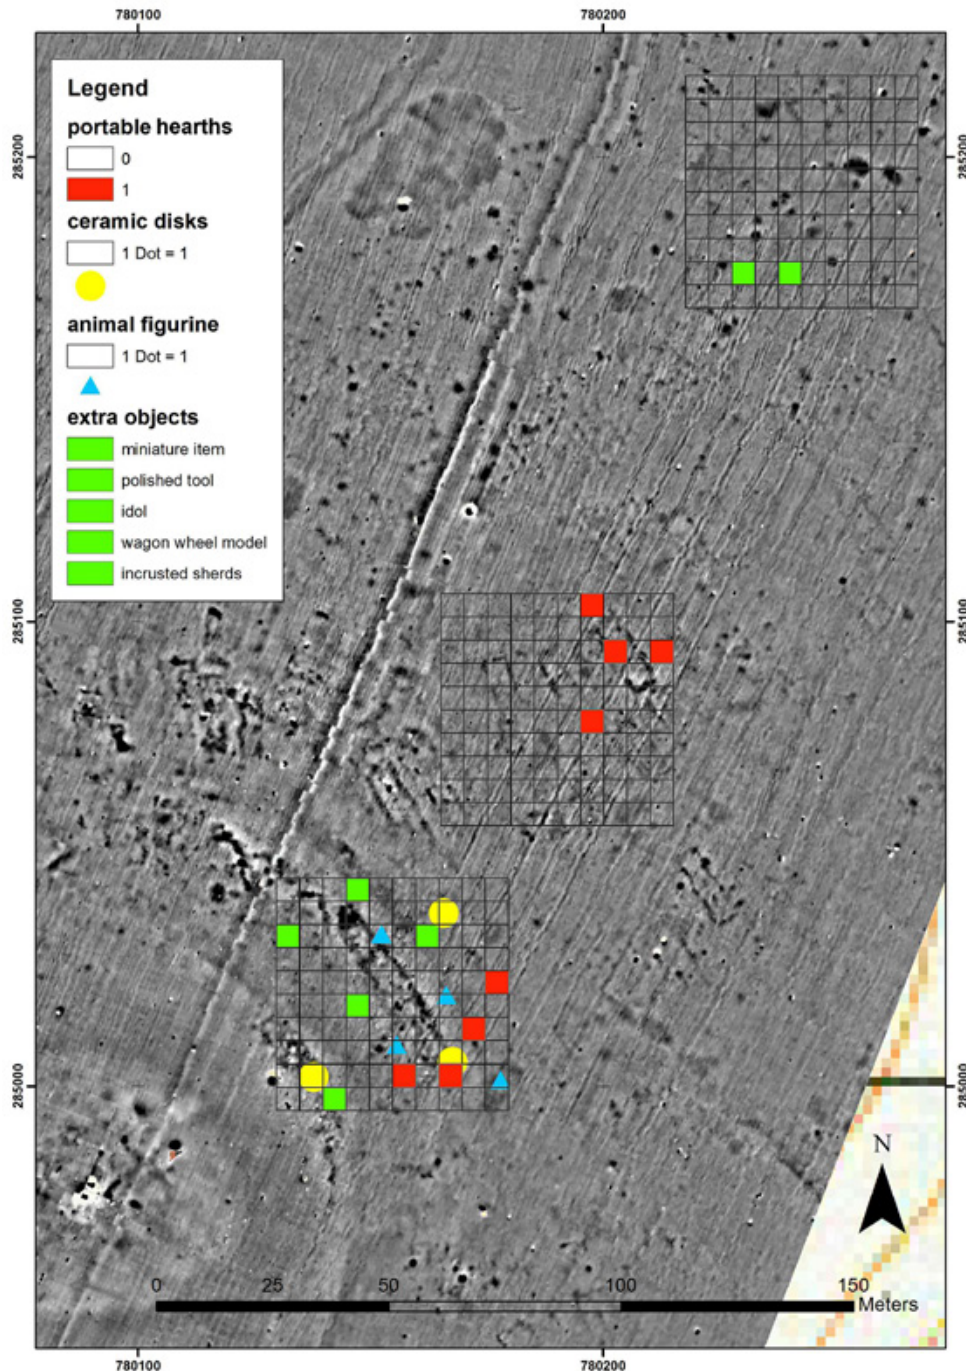 780100 780200
Legend
portable hearths
0
1
ceramic disks
1 Dot = 1
animal figurine
1 Dot = 1
extra objects
miniature item
polished tool
idol
wagon wheel model
incrusted sherds
285200 285200
285100 285100
285000 285000
N
0 25 50 100 150
Meters
780100 780200